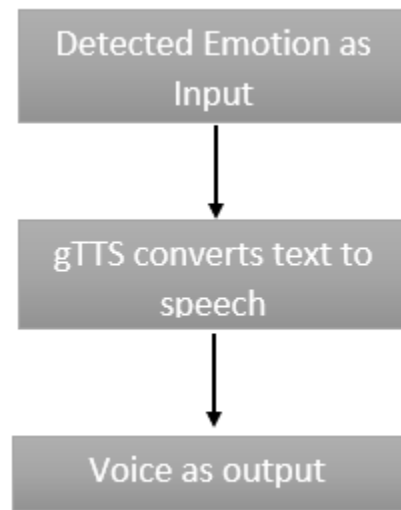 Detected Emotion as
Input
gTTS converts text to
speech
Voice as output